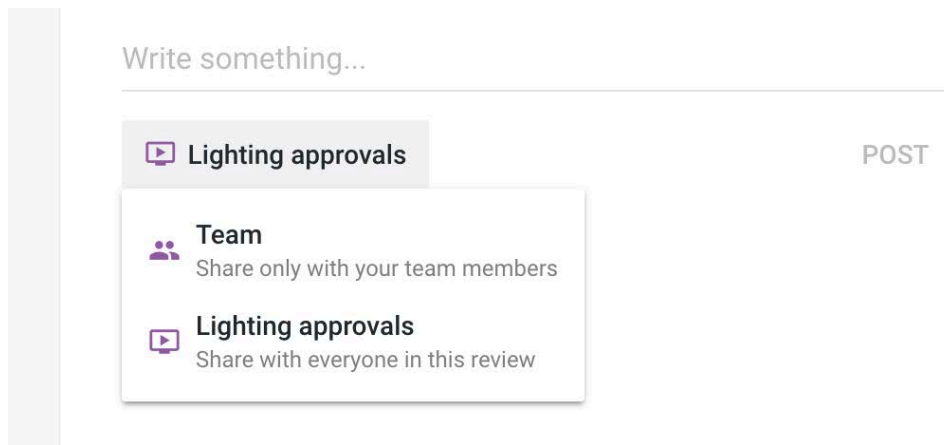 Write something...
Lighting approvals
POST
Team
Share only with your team members
Lighting approvals
Share with everyone in this review